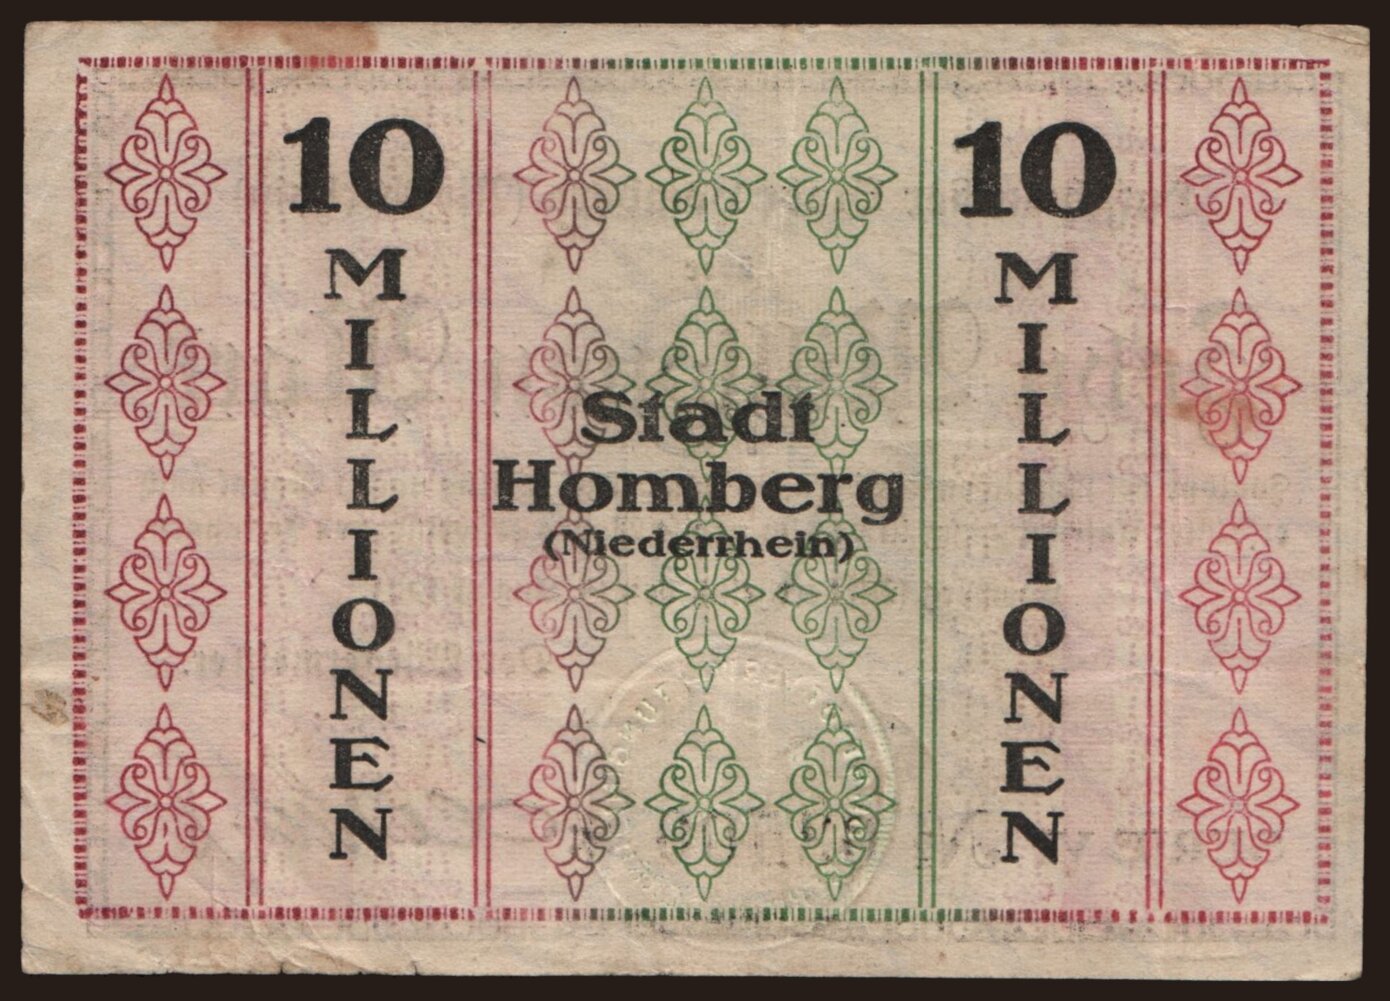 10
MILLIONEN
Stadt
Homberg
(Niederrhein)
10
MILLIONEN